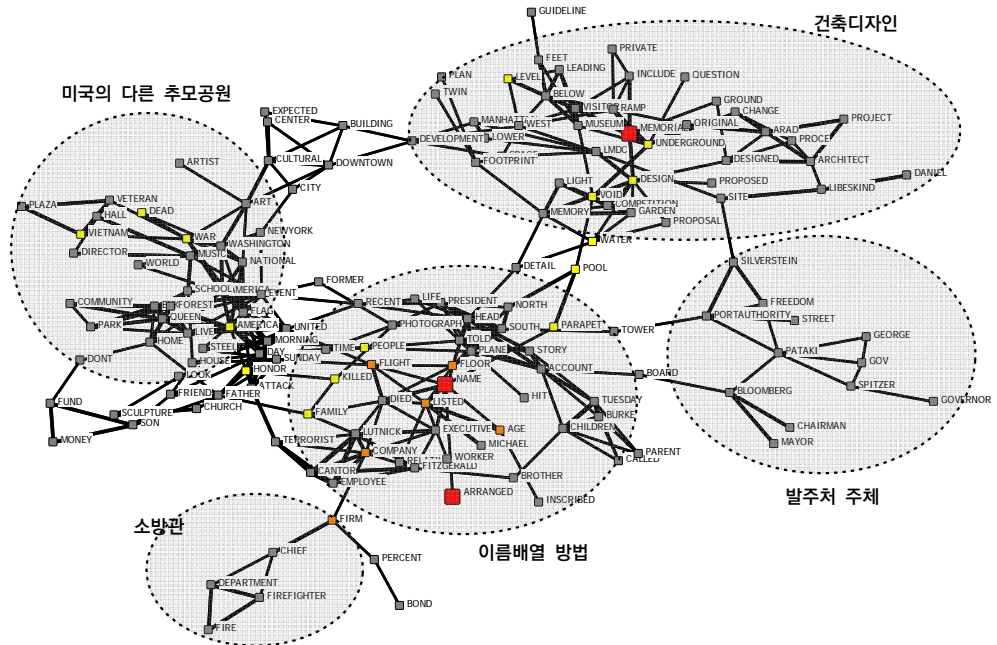 GUIDELINE
건축디자인
PRIVATE
FEET
LEADING
PLAN
LEVEL
INCLUDE
QUESTION
미국의 다른 추모공원
TWIN
BELOW
GROUND
EXPECTED
VISITOR
RAMP
CHANGE
CENTER
BUILDING
MANHATTAN
WEST
MUSEUM
MEMORIAL
ORIGINAL
ARAD
PROJECT
DEVELOPMENT
LOWER
UNDERGROUND
PROCE
ARTIST
CULTURAL
DOWNTOWN
FOOTPRINT
LMDC
DESIGNED
ARCHITECT
DANIEL
CITY
LIGHT
DESIGN
PROPOSED
LIBESKIND
PLAZA
VETERAN
ART
VOID
SITE
HALL
DEAD
MEMORY
COMPETITION
GARDEN
VIETNAM
WAR
NEWYORK
PROPOSAL
DIRECTOR
MUSIC
WASHINGTON
WATER
WORLD
NATIONAL
DETAIL
POOL
SILVERSTEIN
FORMER
SCHOOL
EVENT
COMMUNITY
FOREST
RECENT
LIFE
PRESIDENT
NORTH
FREEDOM
QUEEN
FLAG
HEAD
PORTAUTHORITY
STREET
PARK
LIVE
AMERICA
UNITED
PHOTOGRAPH
SOUTH
PARAPET
TOWER
HOME
MORNING
TOLD
GEORGE
STEEL
DAY
TIME
PEOPLE
PLANE
STORY
PATAKI
DONT
HOUSE
SUNDAY
FLIGHT
FLOOR
ACCOUNT
BOARD
GOV
LOOK
HONOR
KILLED
NAME
SPITZER
ATTACK
FRIEND
FATHER
DIED
LISTED
HIT
TUESDAY
BLOOMBERG
GOVERNOR
FUND
SCULPTURE
CHURCH
FAMILY
BURKE
SON
LUTNICK
EXECUTIVE
AGE
CHILDREN
CHAIRMAN
MONEY
TERRORIST
COMPANY
MICHAEL
PARENT
MAYOR
WORKER
CALLED
CANTOR
FITZGERALD
BROTHER
EMPLOYEE
ARRANGED
INSCRIBED
발주처 주체
소방관
FIRM
이름배열 방법
CHIEF
PERCENT
DEPARTMENT
FIREFIGHTER
BOND
FIRE